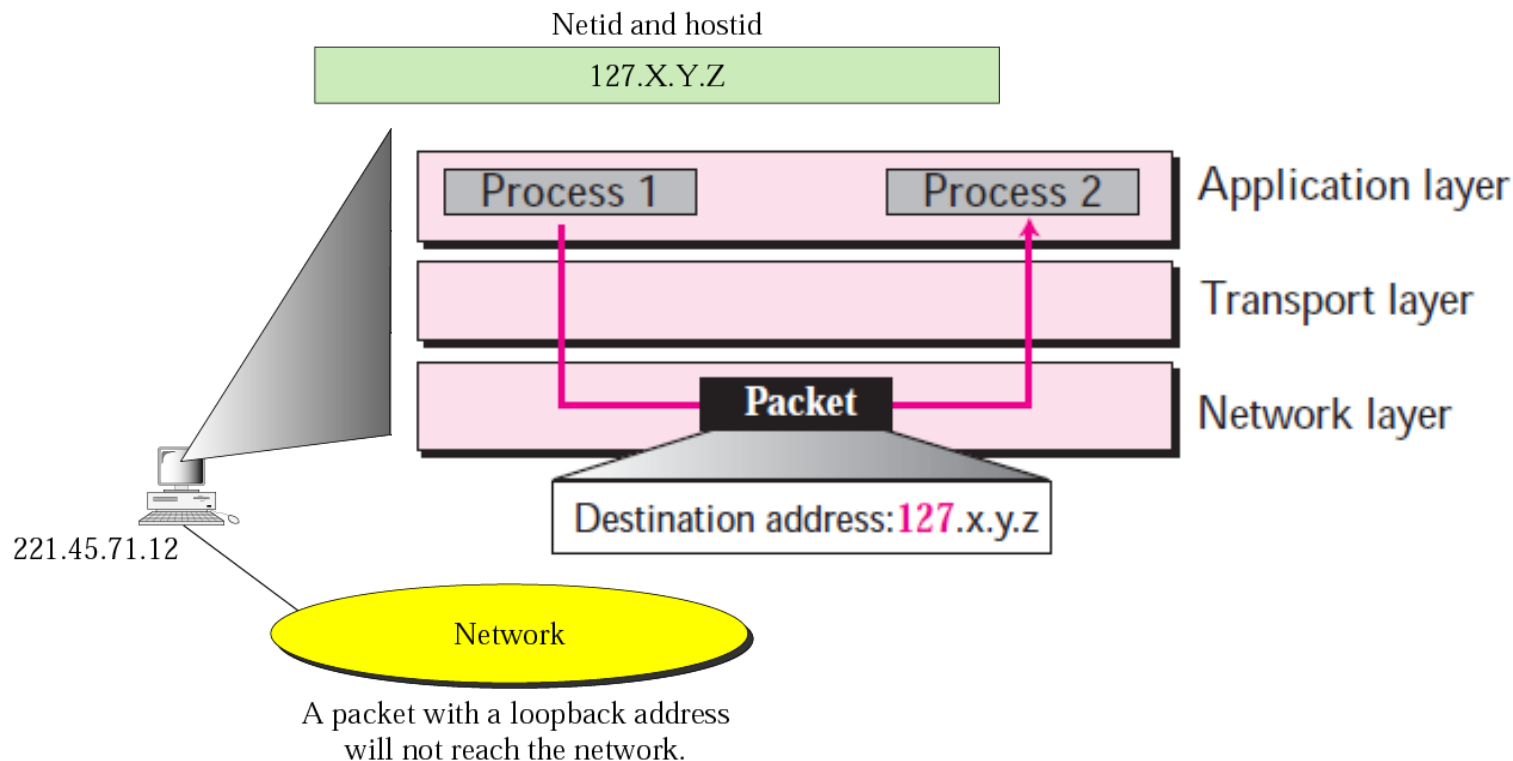 Netid and hostid
127.X.Y.Z
Process 1
Process 2
Application layer
Transport layer
Packet
Network layer
Destination address:127.x.y.z
221.45.71.12
Network
A packet with a loopback address
will not reach the network.